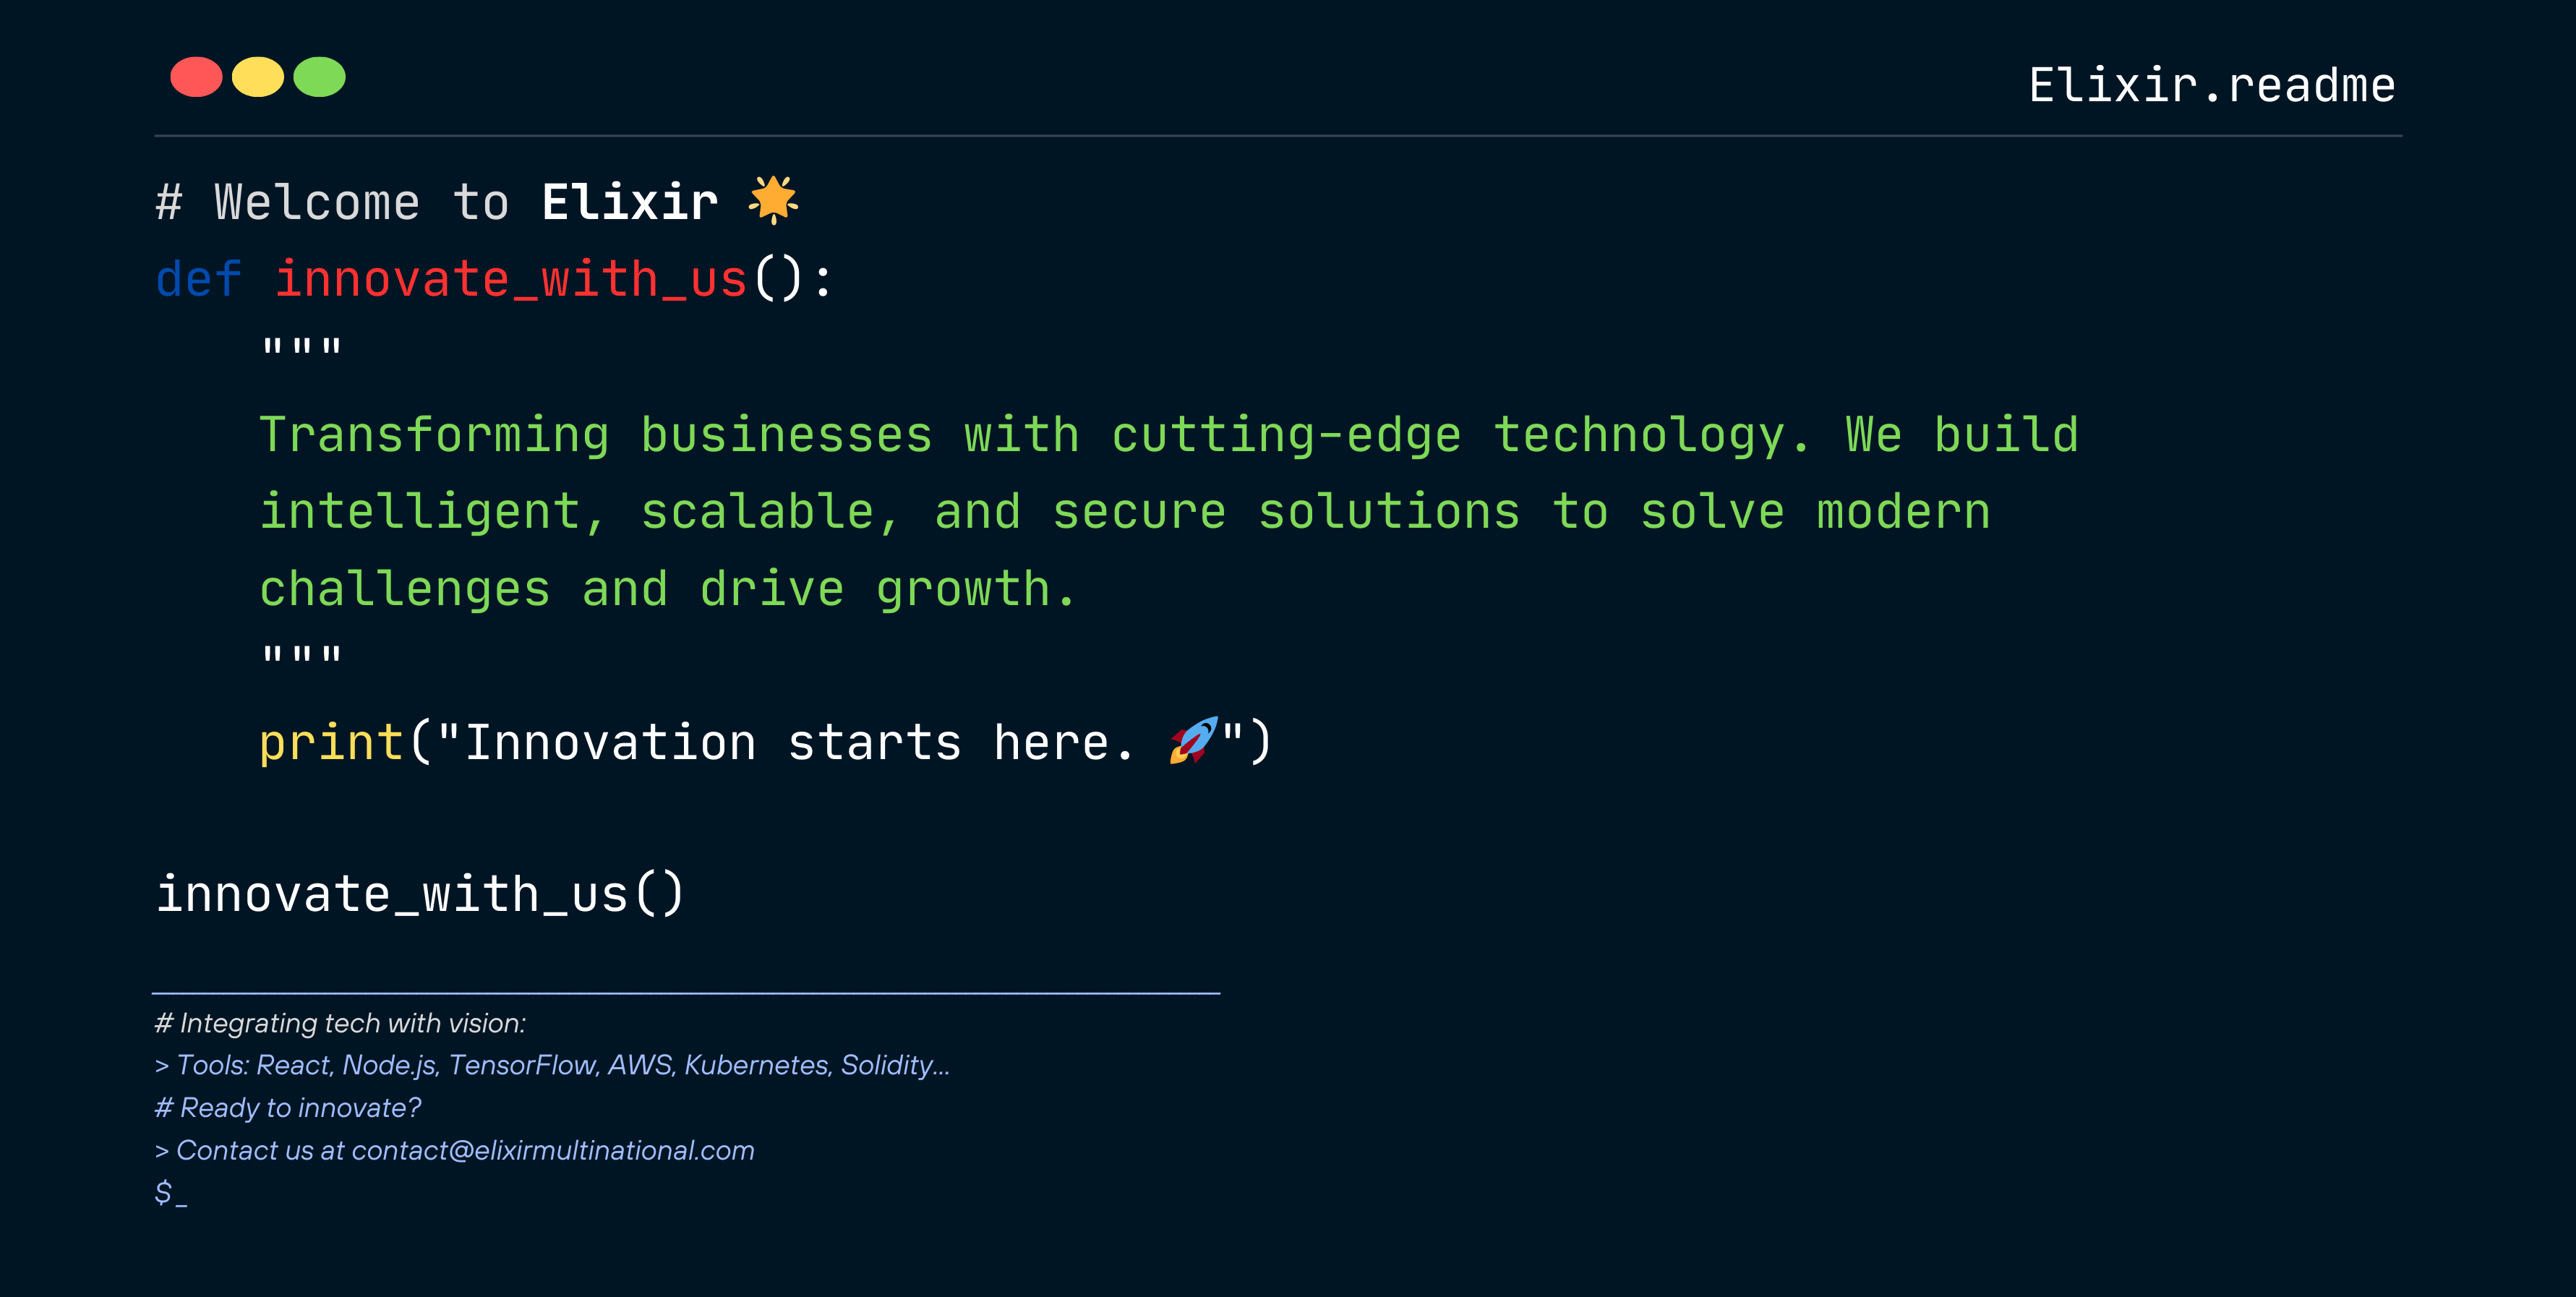 Elixir.readme
# Welcome to Elixir 🌟
def innovate_with_us():
"""
Transforming businesses with cutting-edge technology. We build
intelligent, scalable, and secure solutions to solve modern
challenges and drive growth.
"""
print("Innovation starts here. 🚀")
innovate_with_us()
# Integrating tech with vision:
> Tools: React, Node.js, TensorFlow, AWS, Kubernetes, Solidity...
# Ready to innovate?
> Contact us at contact@elixirmultinational.com
$_